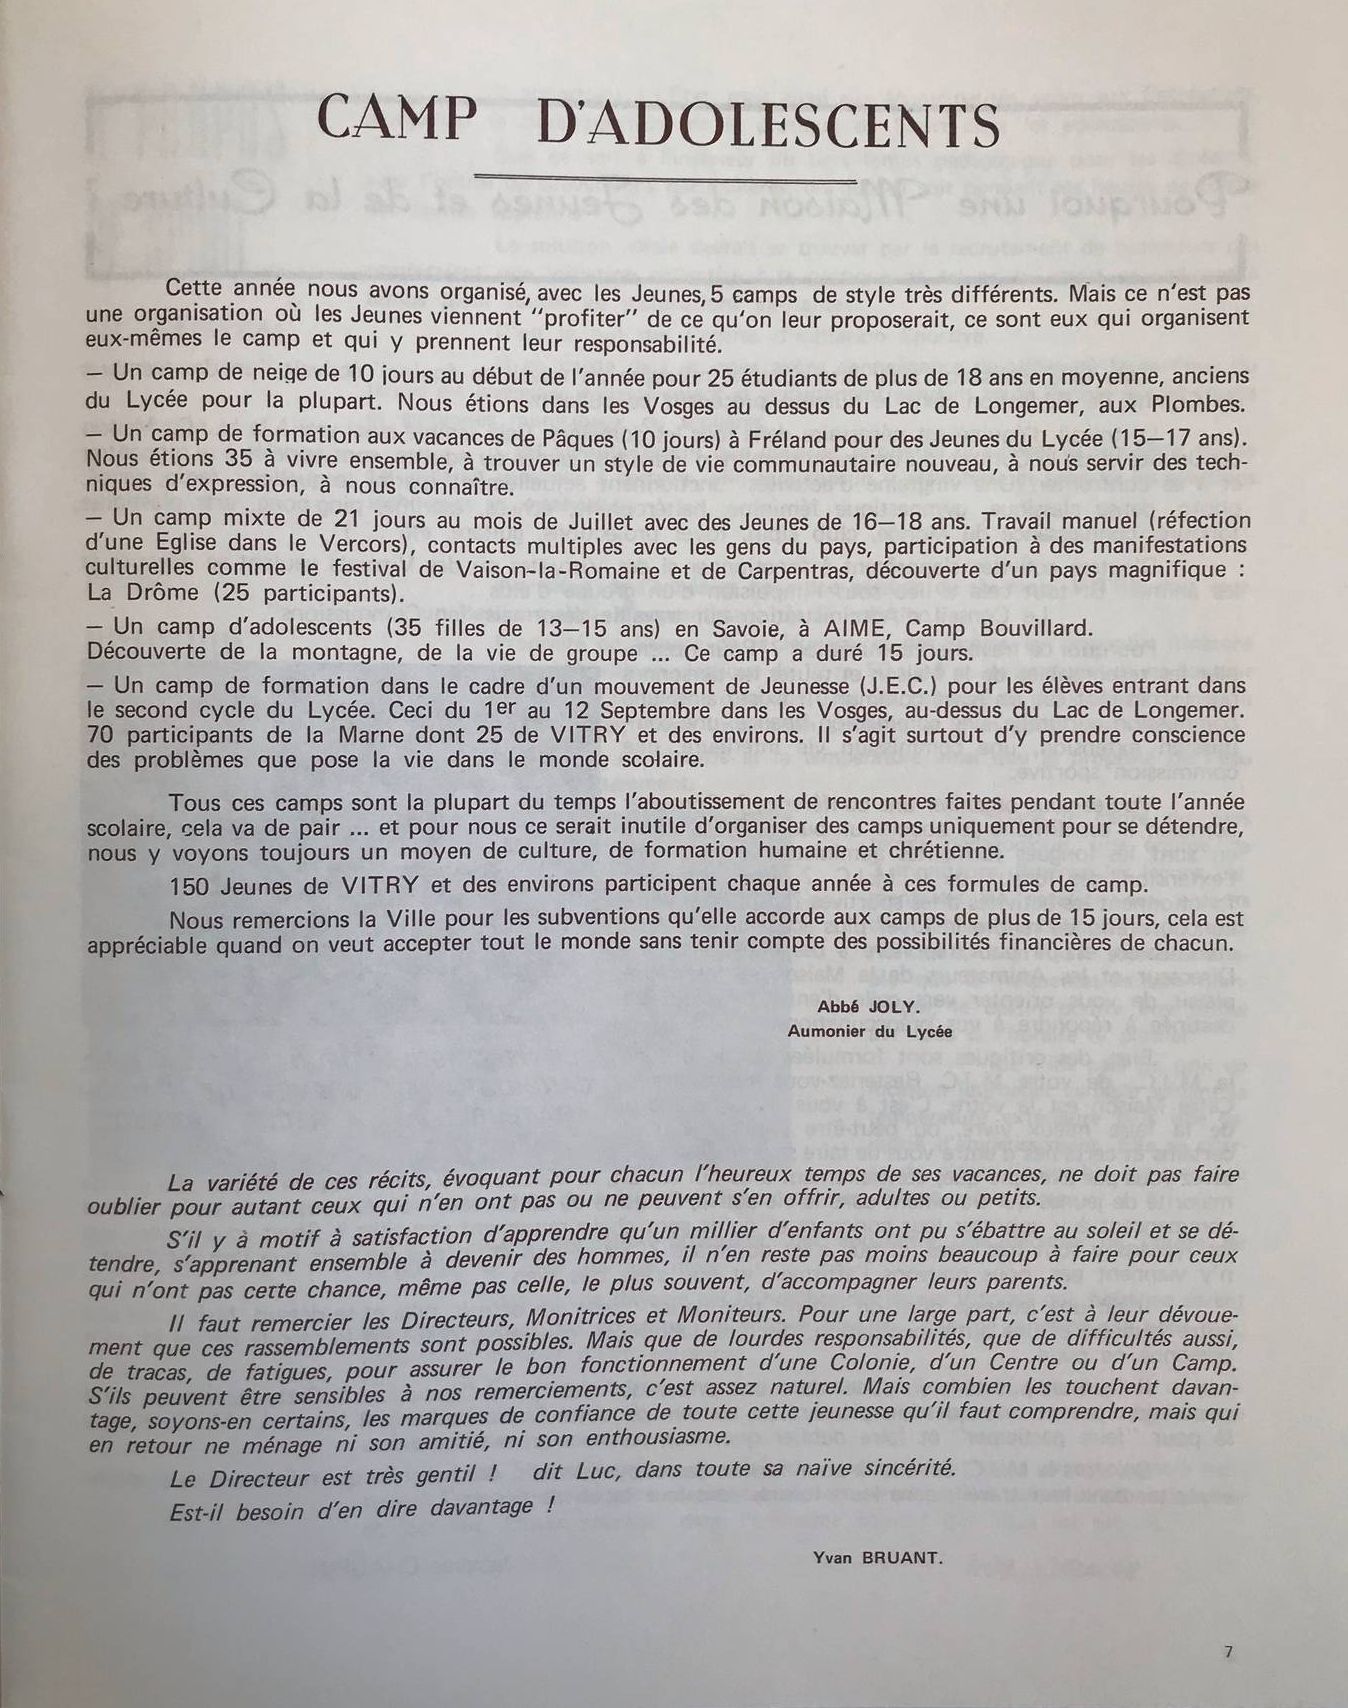 CAMP D'ADOLESCENTS
Cette année nous avons organisé, avec les Jeunes, 5 camps de style très différents. Mais ce n'est pas
une organisation où les Jeunes viennent "profiter" de ce qu'on leur proposerait, ce sont eux qui organisent
eux-mêmes le camp et qui y prennent leur responsabilité.
— Un camp de neige de 10 jours au début de l'année pour 25 étudiants de plus de 18 ans en moyenne, anciens
du Lycée pour la plupart. Nous étions dans les Vosges au dessus du Lac de Longemer, aux Plombes.
— Un camp de formation aux vacances de Pâques (10 jours) à Fréland pour des Jeunes du Lycée (15—17 ans).
Nous étions 35 à vivre ensemble, à trouver un style de vie communautaire nouveau, à nous servir des tech-
niques d'expression, à nous connaître.
— Un camp mixte de 21 jours au mois de Juillet avec des Jeunes de 16—18 ans. Travail manuel (réfection
d'une Eglise dans le Vercors), contacts multiples avec les gens du pays, participation à des manifestations
culturelles comme le festival de Vaison-la-Romaine et de Carpentras, découverte d'un pays magnifique :
La Drôme (25 participants).
— Un camp d'adolescents (35 filles de 13—15 ans) en Savoie, à AIME, Camp Bouvillard.
Découverte de la montagne, de la vie de groupe ... Ce camp a duré 15 jours.
— Un camp de formation dans le cadre d'un mouvement de Jeunesse (J.E.C.) pour les élèves entrant dans
le second cycle du Lycée. Ceci du 1er au 12 Septembre dans les Vosges, au-dessus du Lac de Longemer.
70 participants de la Marne dont 25 de VITRY et des environs. Il s'agit surtout d'y prendre conscience
des problèmes que pose la vie dans le monde scolaire.
Tous ces camps sont la plupart du temps l'aboutissement de rencontres faites pendant toute l'année
scolaire, cela va de pair ... et pour nous ce serait inutile d'organiser des camps uniquement pour se détendre,
nous y voyons toujours un moyen de culture, de formation humaine et chrétienne.
150 Jeunes de VITRY et des environs participent chaque année à ces formules de camp.
Nous remercions la Ville pour les subventions qu'elle accorde aux camps de plus de 15 jours, cela est
appréciable quand on veut accepter tout le monde sans tenir compte des possibilités financières de chacun.
Abbé JOLY.
Aumonier du Lycée
La variété de ces récits, évoquant pour chacun l'heureux temps de ses vacances, ne doit pas faire
oublier pour autant ceux qui n'en ont pas ou ne peuvent s'en offrir, adultes ou petits.
S'il y à motif à satisfaction d'apprendre qu'un millier d'enfants ont pu s'ébattre au soleil et se dé-
tendre, s'apprenant ensemble à devenir des hommes, il n'en reste pas moins beaucoup à faire pour ceux
qui n'ont pas cette chance, même pas celle, le plus souvent, d'accompagner leurs parents.
Il faut remercier les Directeurs, Monitrices et Moniteurs. Pour une large part, c'est à leur dévoue-
ment que ces rassemblements sont possibles. Mais que de lourdes responsabilités, que de difficultés aussi,
de tracas, de fatigues, pour assurer le bon fonctionnement d'une Colonie, d'un Centre ou d'un Camp.
S'ils peuvent être sensibles à nos remerciements, c'est assez naturel. Mais combien les touchent davan-
tage, soyons-en certains, les marques de confiance de toute cette jeunesse qu'il faut comprendre, mais qui
en retour ne ménage ni son amitié, ni son enthousiasme.
Le Directeur est très gentil ! dit Luc, dans toute sa naïve sincérité.
Est-il besoin d'en dire davantage !
Yvan BRUANT.
7